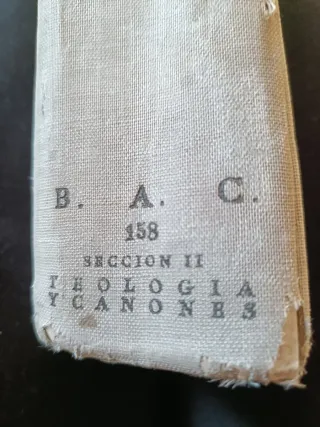 B. A. C.
158
SECCION II
TEOLOGIA
Y CANONES